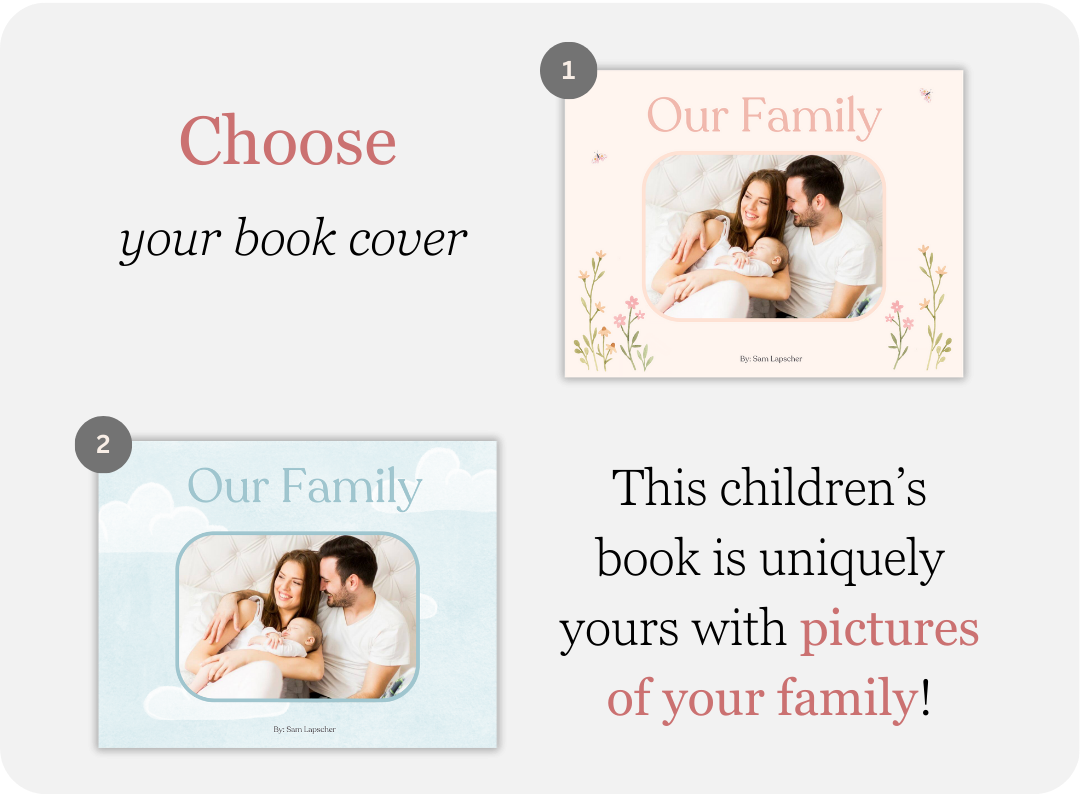 Choose
your book cover
1
Our Family
By: Sam Lapscher
2
Our Family
By: Sam Lapscher
This children’s
book is uniquely
yours with pictures
of your family!